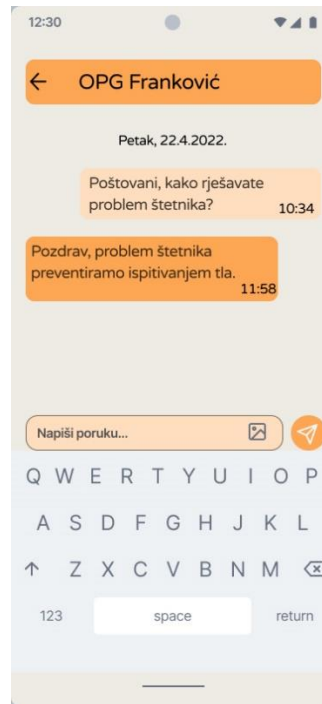 12:30
OPG Franković
Petak, 22.4.2022.
Poštovani, kako rješavate
problem štetnika?
10:34
Pozdrav, problem štetnika
preventiramo ispitivanjem tla.
11:58
Napiši poruku...
Q W E R T Y U I O P
A S D F G H J K L
Z X C V B N M
123 space return